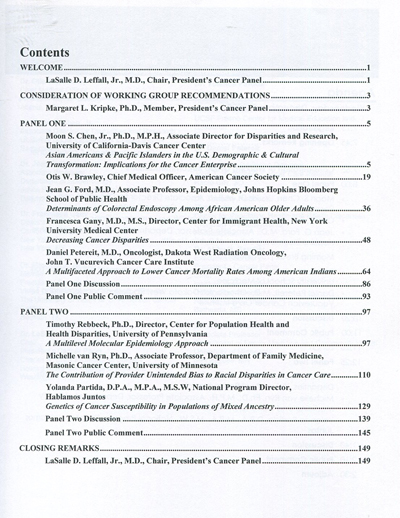 Contents
WELCOME....................................................................................................1
LaSalle D. Leffall, Jr., M.D., Chair, President's Cancer Panel....................................1
CONSIDERATION OF WORKING GROUP RECOMMENDATIONS..............................3
Margaret L. Kripke, Ph.D., Member, President's Cancer Panel....................................3
PANEL ONE..................................................................................................5
Moon S. Chen, Jr., Ph.D., M.P.H., Associate Director for Disparities and Research,
University of California-Davis Cancer Center
Asian Americans & Pacific Islanders in the U.S. Demographic & Cultural
Transformation: Implications for the Cancer Enterprise..............................................5
Otis W. Brawley, Chief Medical Officer, American Cancer Society ............................19
Jean G. Ford, M.D., Associate Professor, Epidemiology, Johns Hopkins Bloomberg
School of Public Health
Determinants of Colorectal Endoscopy Among African American Older Adults...................36
Francesca Gany, M.D., M.S., Director, Center for Immigrant Health, New York
University Medical Center
Decreasing Cancer Disparities.........................................................................48
Daniel Petereit, M.D., Oncologist, Dakota West Radiation Oncology,
John T. Vucurevich Cancer Care Institute
A Multifaceted Approach to Lower Cancer Mortality Rates Among American Indians............64
Panel One Discussion....................................................................................86
Panel One Public Comment..............................................................................93
PANEL TWO................................................................................................97
Timothy Rebbeck, Ph.D., Director, Center for Population Health and
Health Disparities, University of Pennsylvania
A Multilevel Molecular Epidemiology Approach ......................................................97
Michelle van Ryn, Ph.D., Associate Professor, Department of Family Medicine,
Masonic Cancer Center, University of Minnesota
The Contribution of Provider Unintended Bias to Racial Disparities in Cancer Care............110
Yolanda Partida, D.P.A., M.P.A., M.S.W, National Program Director,
Hablamos Juntos
Genetics of Cancer Susceptibility in Populations of Mixed Ancestry...............................129
Panel Two Discussion ...................................................................................139
Panel Two Public Comment.............................................................................145
CLOSING REMARKS......................................................................................149
LaSalle D. Leffall, Jr., M.D., Chair, President's Cancer Panel....................................149